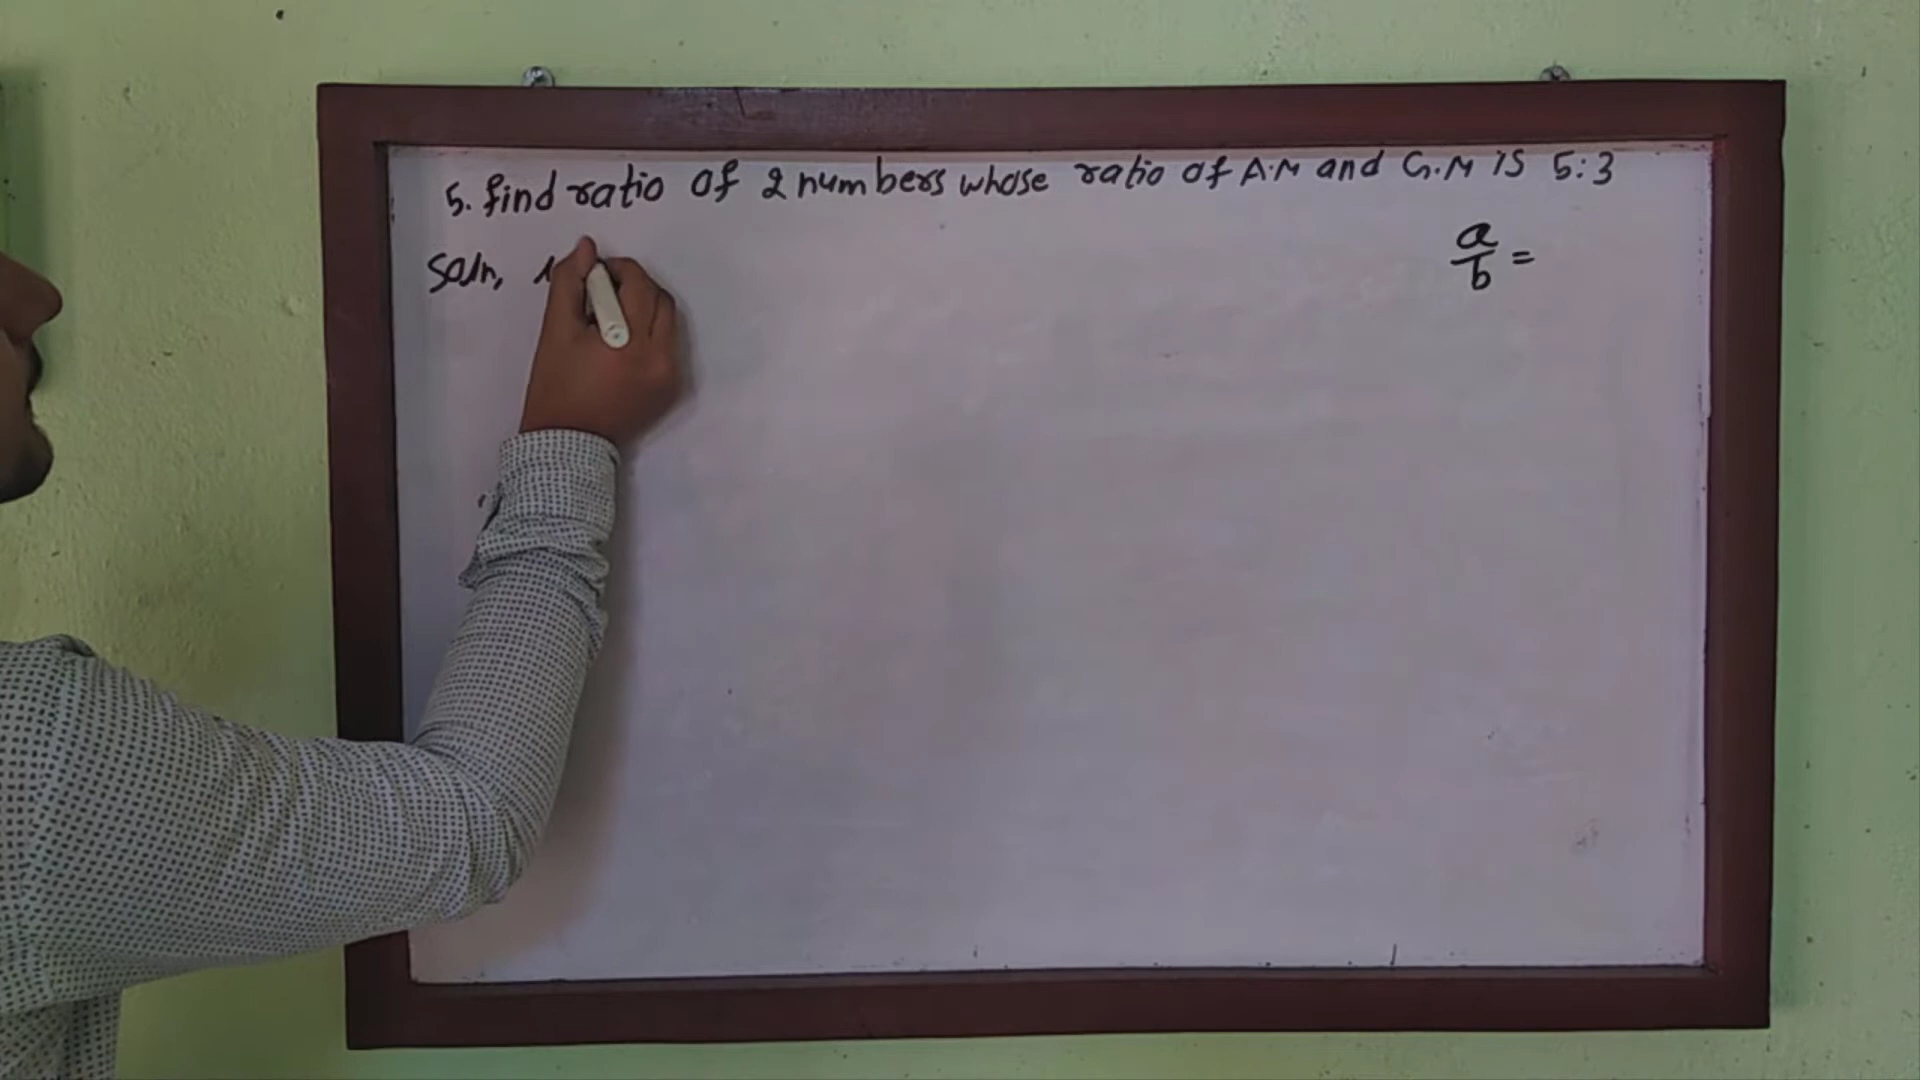 5. find ratio of 2 numbers whose ratio of A.M and G.M is 5:3
a/b =
Soln,